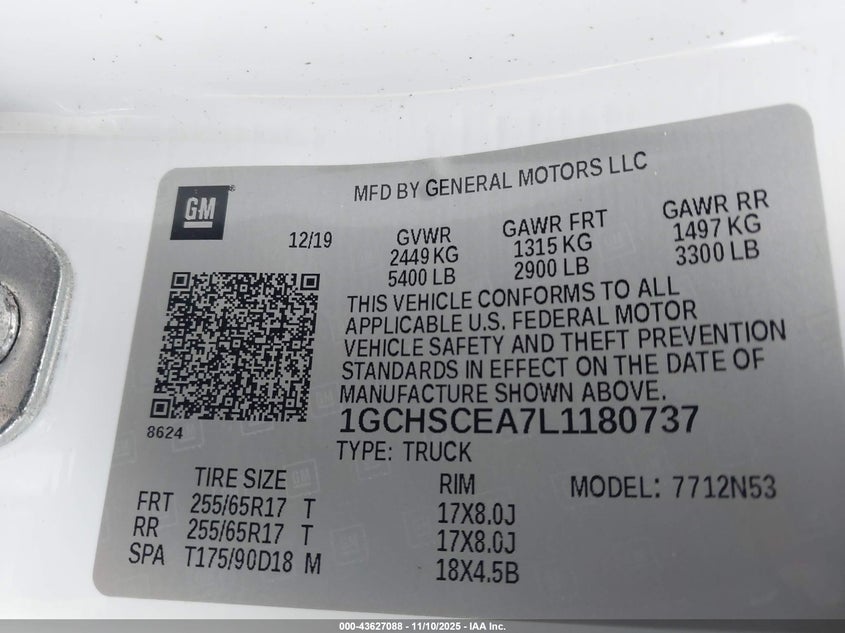 GM
MFD BY GENERAL MOTORS LLC
12/19
GVWR
2449 KG
5400 LB
GAWR FRT
1315 KG
2900 LB
GAWR RR
1497 KG
3300 LB
THIS VEHICLE CONFORMS TO ALL
APPLICABLE U.S. FEDERAL MOTOR
VEHICLE SAFETY AND THEFT PREVENTION
STANDARDS IN EFFECT ON THE DATE OF
MANUFACTURE SHOWN ABOVE.
8624
1GCHSCEA7L1180737
TYPE: TRUCK
TIRE SIZE
RIM
MODEL: 7712N53
FRT 255/65R17 T 17X8.0J
RR 255/65R17 T 17X8.0J
SPA T175/90D18 M 18X4.5B
000-43627088 - 11/10/2025 - IAA Inc.